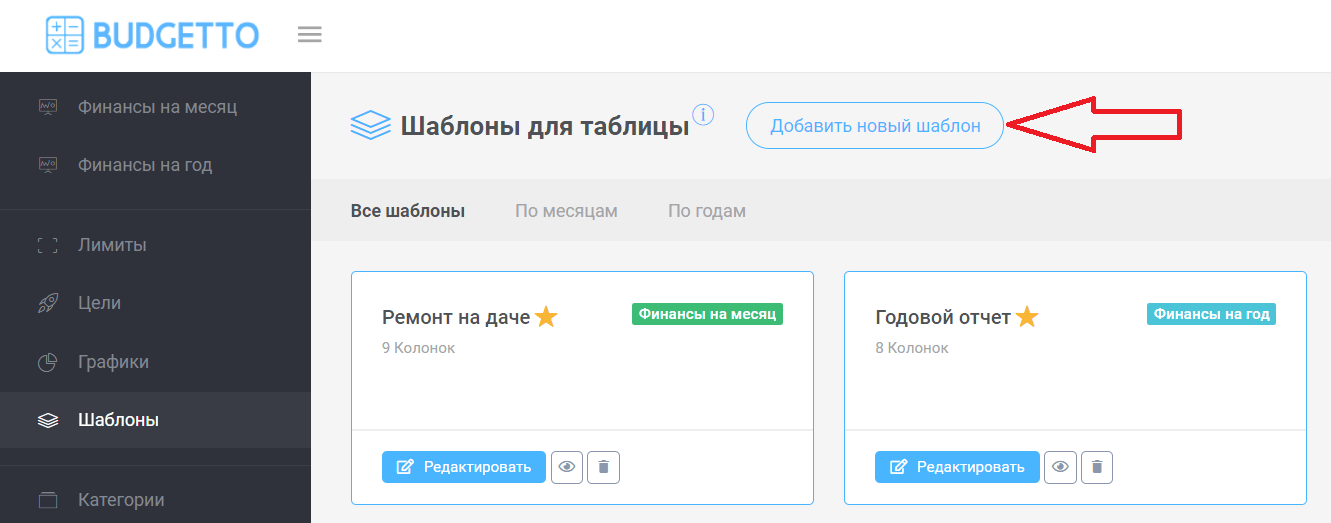 BUDGETTO
Финансы на месяц
Финансы на год
Лимиты
Цели
Графики
Шаблоны
Категории
Шаблоны для таблицы
Добавить новый шаблон
Все шаблоны По месяцам По годам
Ремонт на даче Финансы на месяц
9 Колонок
Редактировать
Годовой отчет Финансы на год
8 Колонок
Редактировать